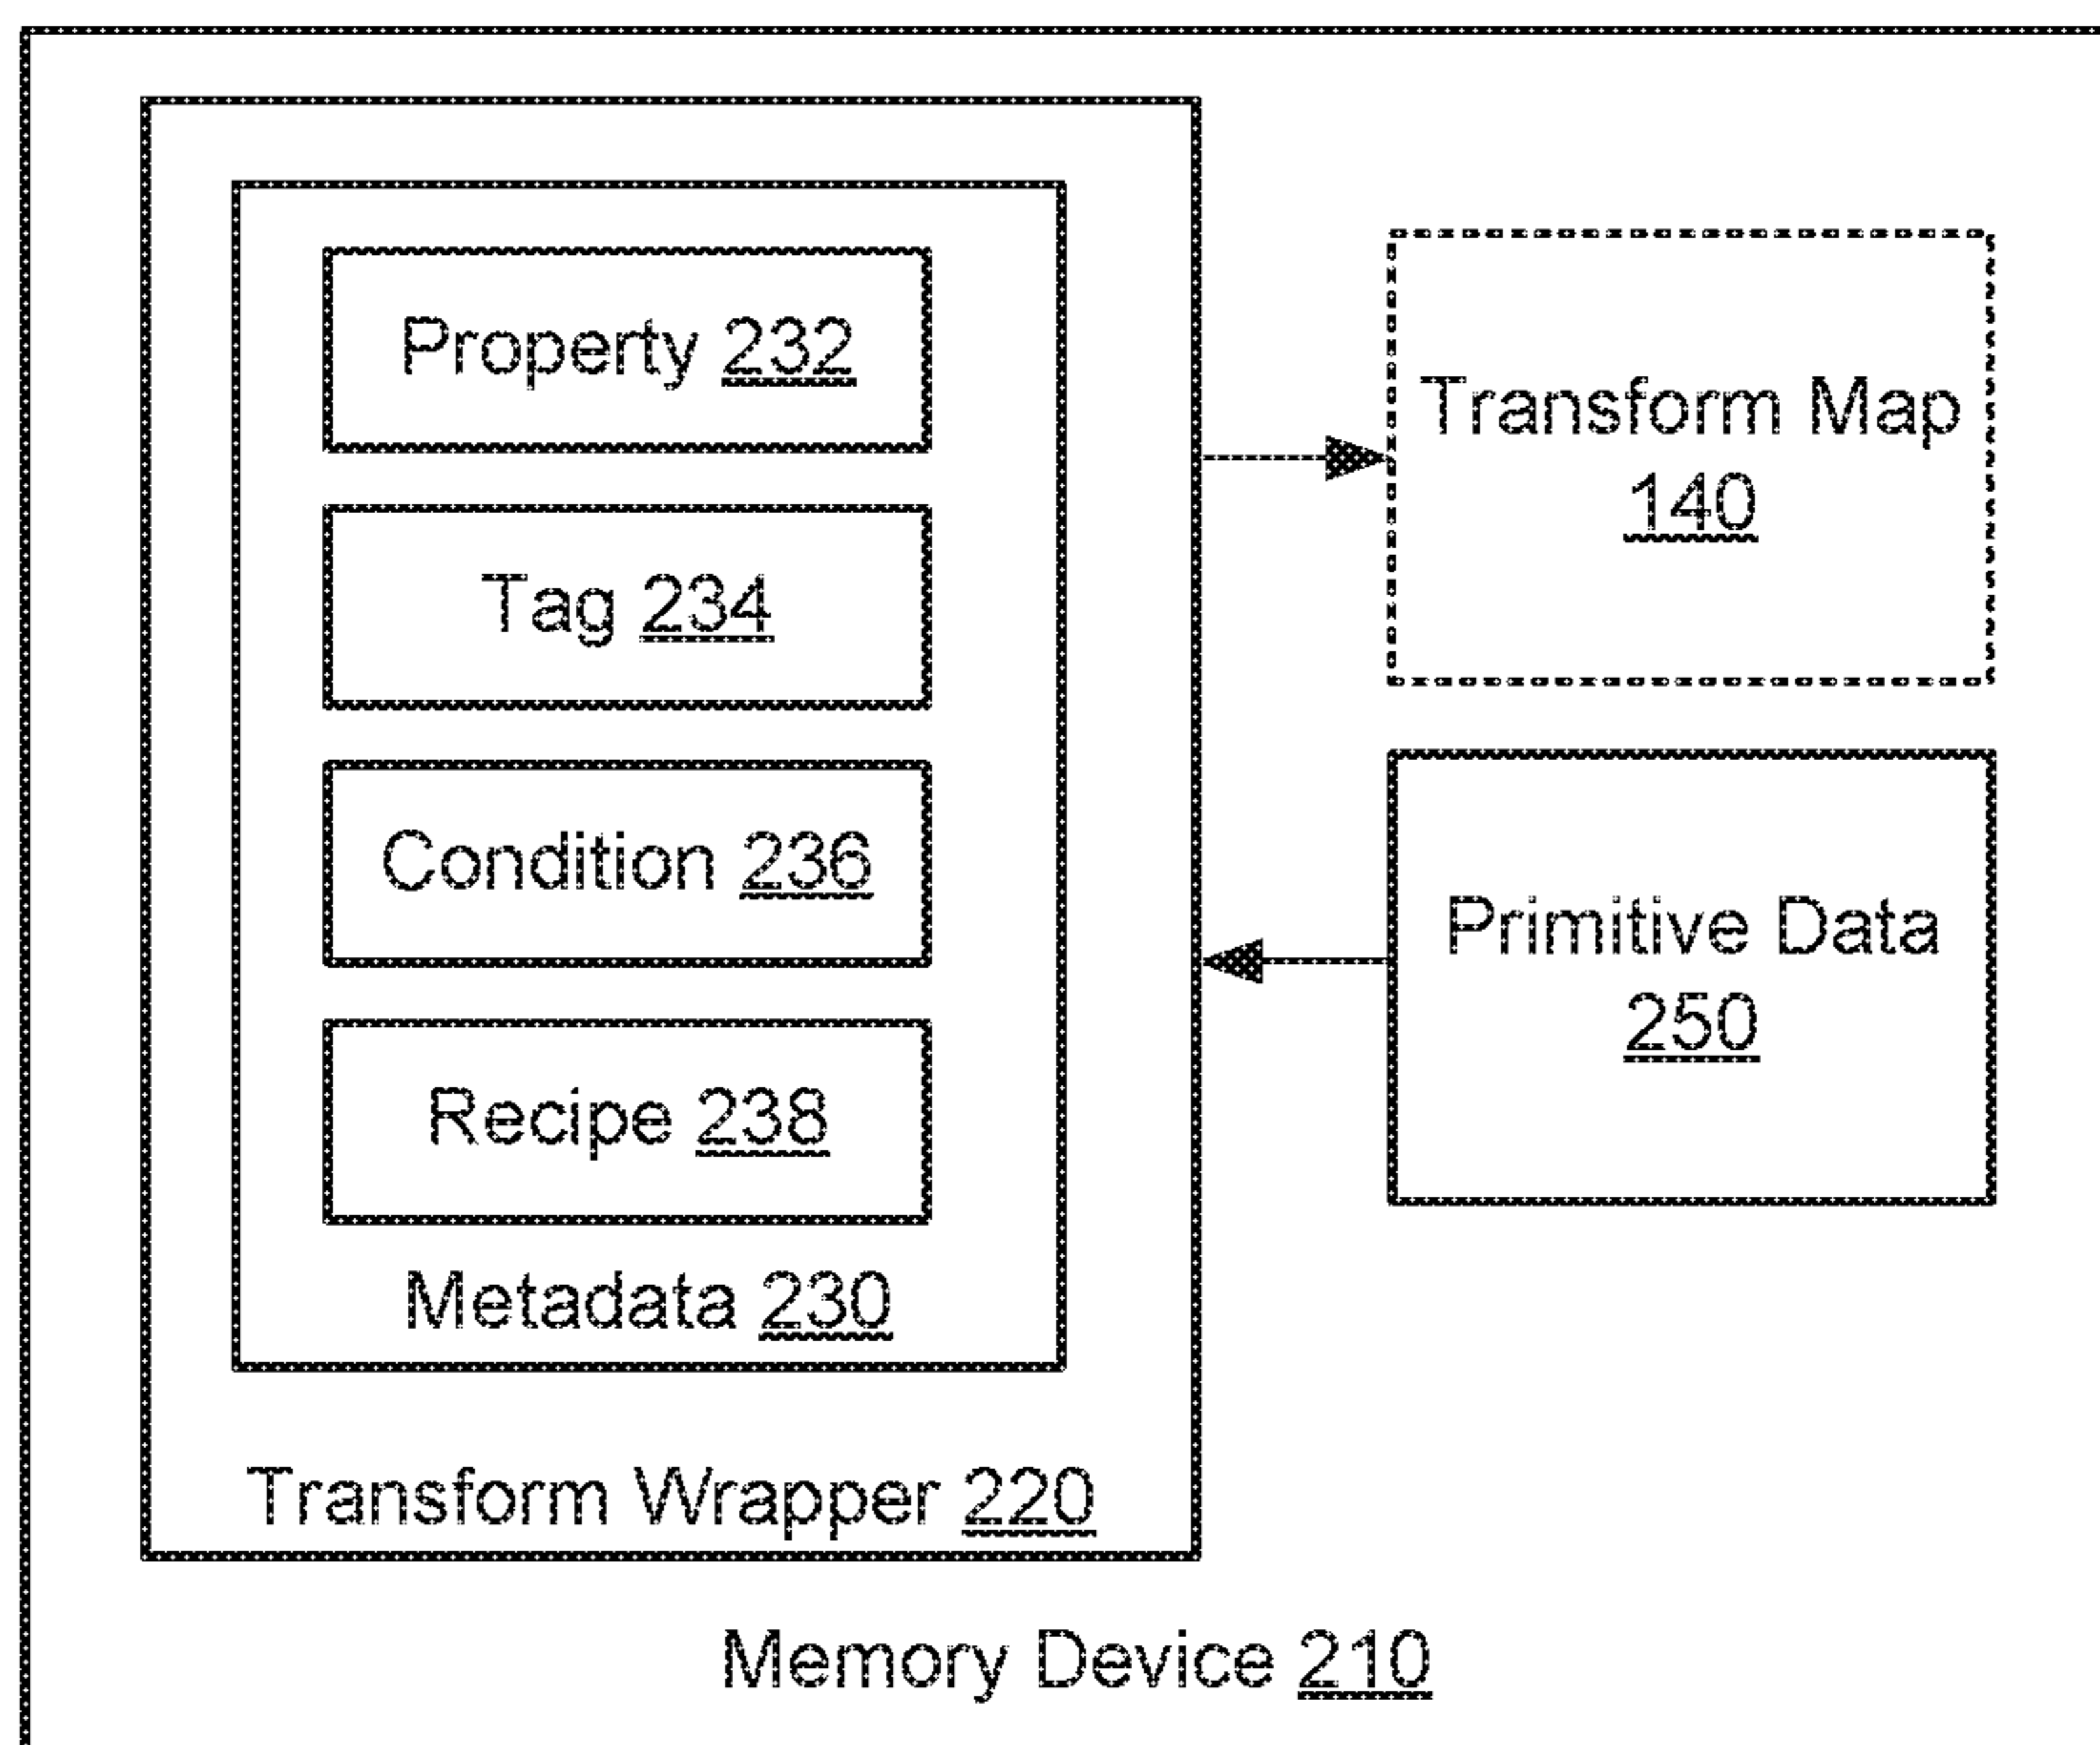 Property 232
Tag 234
Condition 236
Recipe 238
Metadata 230
Transform Wrapper 220
Transform Map
140
Primitive Data
250
Memory Device 210